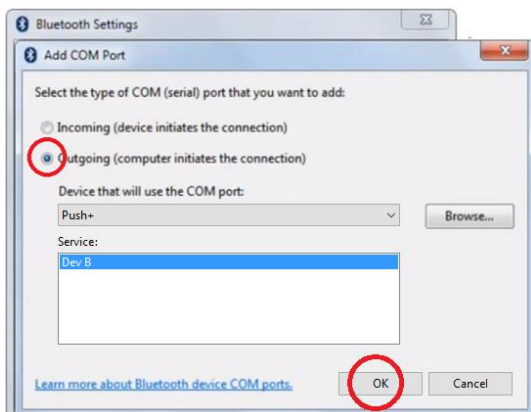 Bluetooth Settings
Add COM Port
Select the type of COM (serial) port that you want to add:
Incoming (device initiates the connection)
Outgoing (computer initiates the connection)
Device that will use the COM port:
Push+
Browse...
Service:
Dev B
Learn more about Bluetooth device COM ports.
OK
Cancel